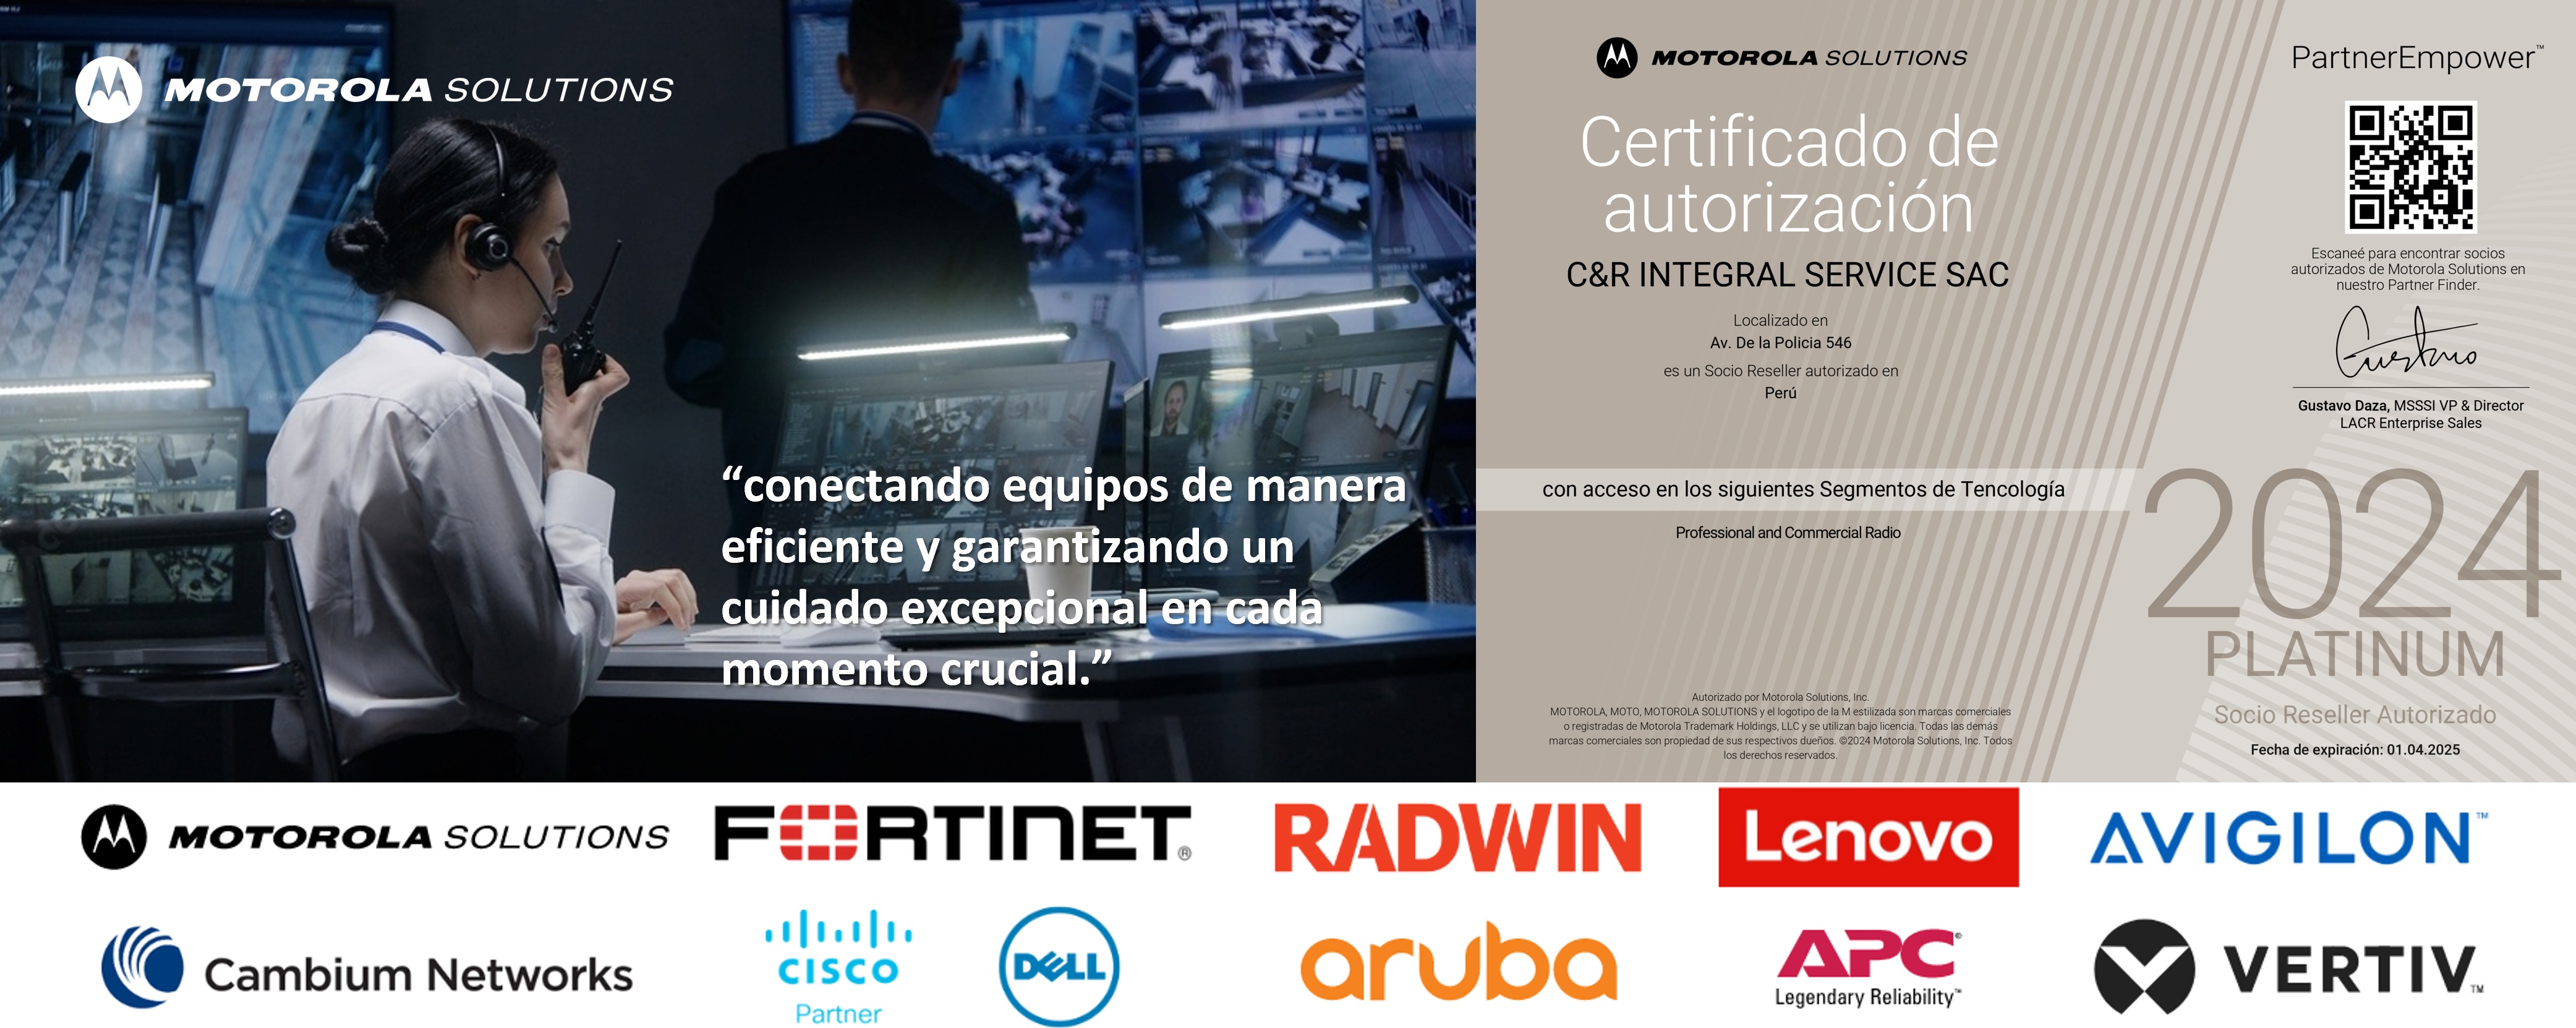 MOTOROLA SOLUTIONS
“conectando equipos de manera
eficiente y garantizando un
cuidado excepcional en cada
momento crucial.”
MOTOROLA SOLUTIONS
Certificado de
autorización
C&R INTEGRAL SERVICE SAC
Localizado en
Av. De la Policia 546
es un Socio Reseller autorizado en
Perú
con acceso en los siguientes Segmentos de Tencología
Professional and Commercial Radio
Autorizado por Motorola Solutions, Inc.
MOTOROLA, MOTO, MOTOROLA SOLUTIONS y el logotipo de la M estilizada son marcas comerciales
o registradas de Motorola Trademark Holdings, LLC y se utilizan bajo licencia. Todas las demás
marcas comerciales son propiedad de sus respectivos dueños. ©2024 Motorola Solutions, Inc. Todos
los derechos reservados.
PartnerEmpower™
Escaneé para encontrar socios
autorizados de Motorola Solutions en
nuestro Partner Finder.
Gustavo
Gustavo Daza, MSSSI VP & Director
LACR Enterprise Sales
2024
PLATINUM
Socio Reseller Autorizado
Fecha de expiración: 01.04.2025
MOTOROLA SOLUTIONS
FORTINET®
RADWIN
Lenovo
AVIGILON™
Cambium Networks
CISCO
Partner
DELL
aruba
APC®
Legendary Reliability™
VERTIV™